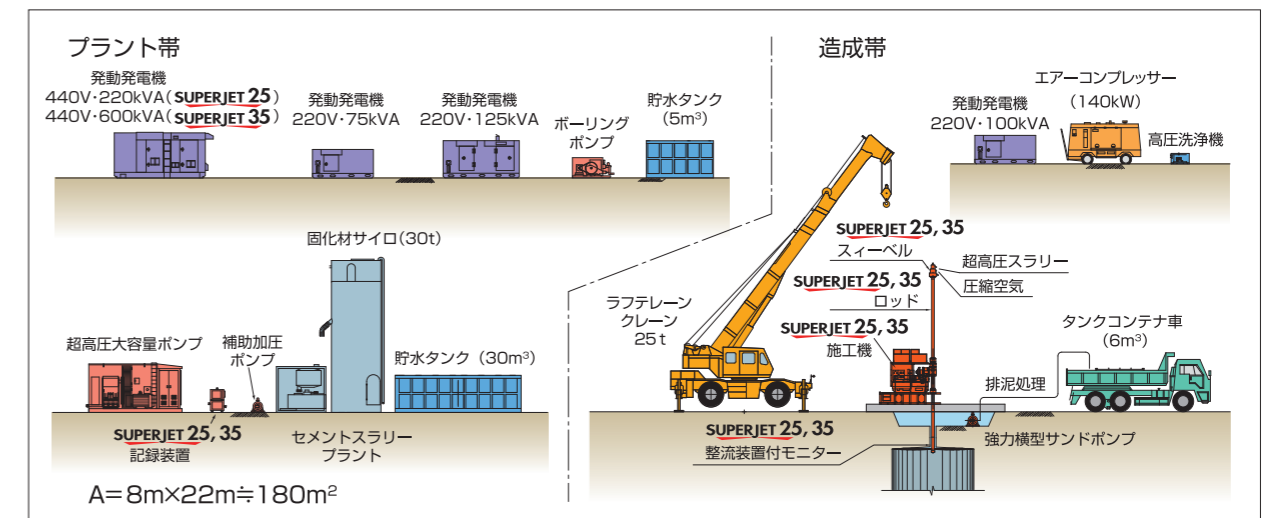 プラント帯
発動発電機
440V·220kVA(SUPERJET 25)
440V·600kVA(SUPERJET 35)
発動発電機
220V·75kVA
発動発電機
220V·125kVA
ボーリング
ポンプ
貯水タンク
(5m³)
固化材サイロ(30t)
超高圧大容量ポンプ
補助加圧
ポンプ
貯水タンク(30m³)
SUPERJET 25, 35
記録装置
セメントスラリー
プラント
A=8m×22m≒180m²
造成帯
発動発電機
220V·100kVA
エアーコンプレッサー
(140kW)
高圧洗浄機
SUPERJET 25, 35
スィーベル
超高圧スラリー
圧縮空気
SUPERJET 25, 35
ロッド
ラフテレーン
クレーン
25t
SUPERJET 25, 35
施工機
タンクコンテナ車
(6m³)
排泥処理
SUPERJET 25, 35
整流装置付モニター
強力横型サンドポンプ